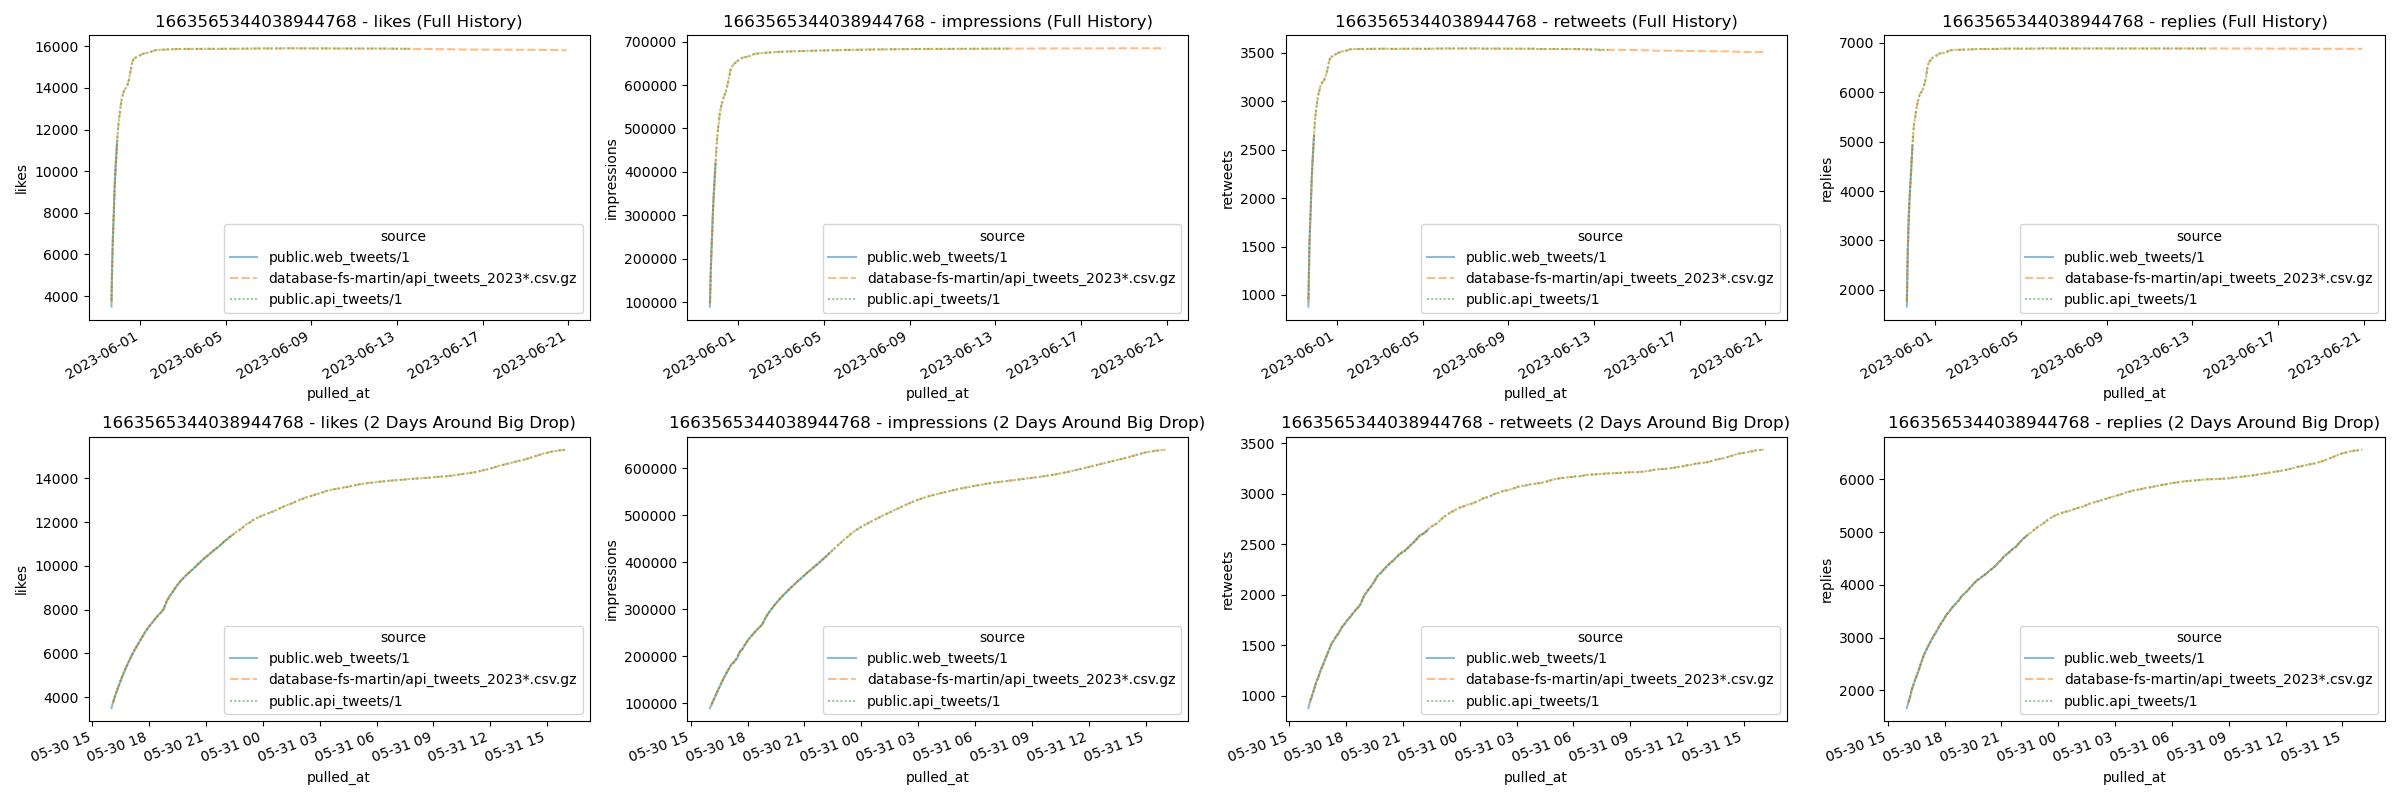 1663565344038944768 - likes (Full History)
likes
16000
14000
12000
10000
8000
6000
4000
source
public.web_tweets/1
database-fs-martin/api_tweets_2023*.csv.gz
public.api_tweets/1
2023-06-01 2023-06-05 2023-06-09 2023-06-13 2023-06-17 2023-06-21
pulled_at
1663565344038944768 - impressions (Full History)
impressions
700000
600000
500000
400000
300000
200000
100000
source
public.web_tweets/1
database-fs-martin/api_tweets_2023*.csv.gz
public.api_tweets/1
2023-06-01 2023-06-05 2023-06-09 2023-06-13 2023-06-17 2023-06-21
pulled_at
1663565344038944768 - retweets (Full History)
retweets
3500
3000
2500
2000
1500
1000
source
public.web_tweets/1
database-fs-martin/api_tweets_2023*.csv.gz
public.api_tweets/1
2023-06-01 2023-06-05 2023-06-09 2023-06-13 2023-06-17 2023-06-21
pulled_at
1663565344038944768 - replies (Full History)
replies
7000
6000
5000
4000
3000
2000
source
public.web_tweets/1
database-fs-martin/api_tweets_2023*.csv.gz
public.api_tweets/1
2023-06-01 2023-06-05 2023-06-09 2023-06-13 2023-06-17 2023-06-21
pulled_at
1663565344038944768 - likes (2 Days Around Big Drop)
likes
14000
12000
10000
8000
6000
4000
source
public.web_tweets/1
database-fs-martin/api_tweets_2023*.csv.gz
public.api_tweets/1
05-30 15 05-30 18 05-30 21 05-31 00 05-31 03 05-31 06 05-31 09 05-31 12 05-31 15
pulled_at
1663565344038944768 - impressions (2 Days Around Big Drop)
impressions
600000
500000
400000
300000
200000
100000
source
public.web_tweets/1
database-fs-martin/api_tweets_2023*.csv.gz
public.api_tweets/1
05-30 15 05-30 18 05-30 21 05-31 00 05-31 03 05-31 06 05-31 09 05-31 12 05-31 15
pulled_at
1663565344038944768 - retweets (2 Days Around Big Drop)
retweets
3500
3000
2500
2000
1500
1000
source
public.web_tweets/1
database-fs-martin/api_tweets_2023*.csv.gz
public.api_tweets/1
05-30 15 05-30 18 05-30 21 05-31 00 05-31 03 05-31 06 05-31 09 05-31 12 05-31 15
pulled_at
1663565344038944768 - replies (2 Days Around Big Drop)
replies
6000
5000
4000
3000
2000
source
public.web_tweets/1
database-fs-martin/api_tweets_2023*.csv.gz
public.api_tweets/1
05-30 15 05-30 18 05-30 21 05-31 00 05-31 03 05-31 06 05-31 09 05-31 12 05-31 15
pulled_at